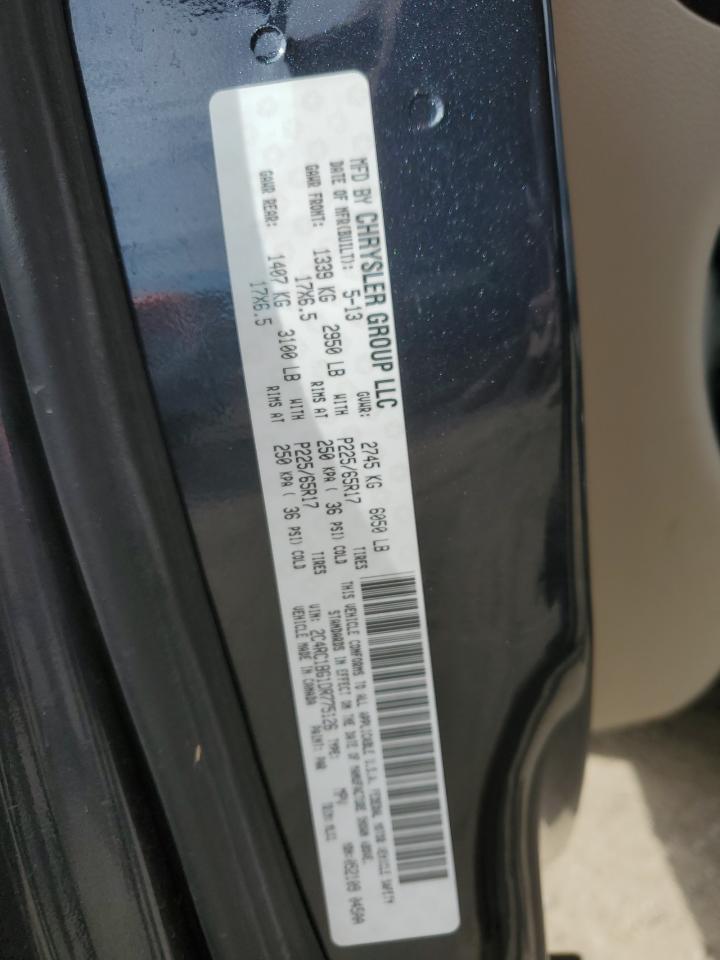 MFD BY CHRYSLER GROUP LLC
DATE OF MFR(BUILT): 5-13 GVWR: 2745 KG 6050 LB
GAWR FRONT: 1339 KG 2950 LB WITH P225/65R17 TIRES
17X6.5 RIMS AT 250 KPA ( 36 PSI) COLD
GAWR REAR: 1407 KG 3100 LB WITH P225/65R17 TIRES
17X6.5 RIMS AT 250 KPA ( 36 PSI) COLD
THIS VEHICLE CONFORMS TO ALL APPLICABLE U.S.A. FEDERAL MOTOR VEHICLE SAFETY
STANDARDS IN EFFECT ON THE DATE OF MANUFACTURE SHOWN ABOVE.
VIN: 2C4RC1BG1DR775126 TYPE: MPV
VEHICLE MADE IN CANADA PAINT: